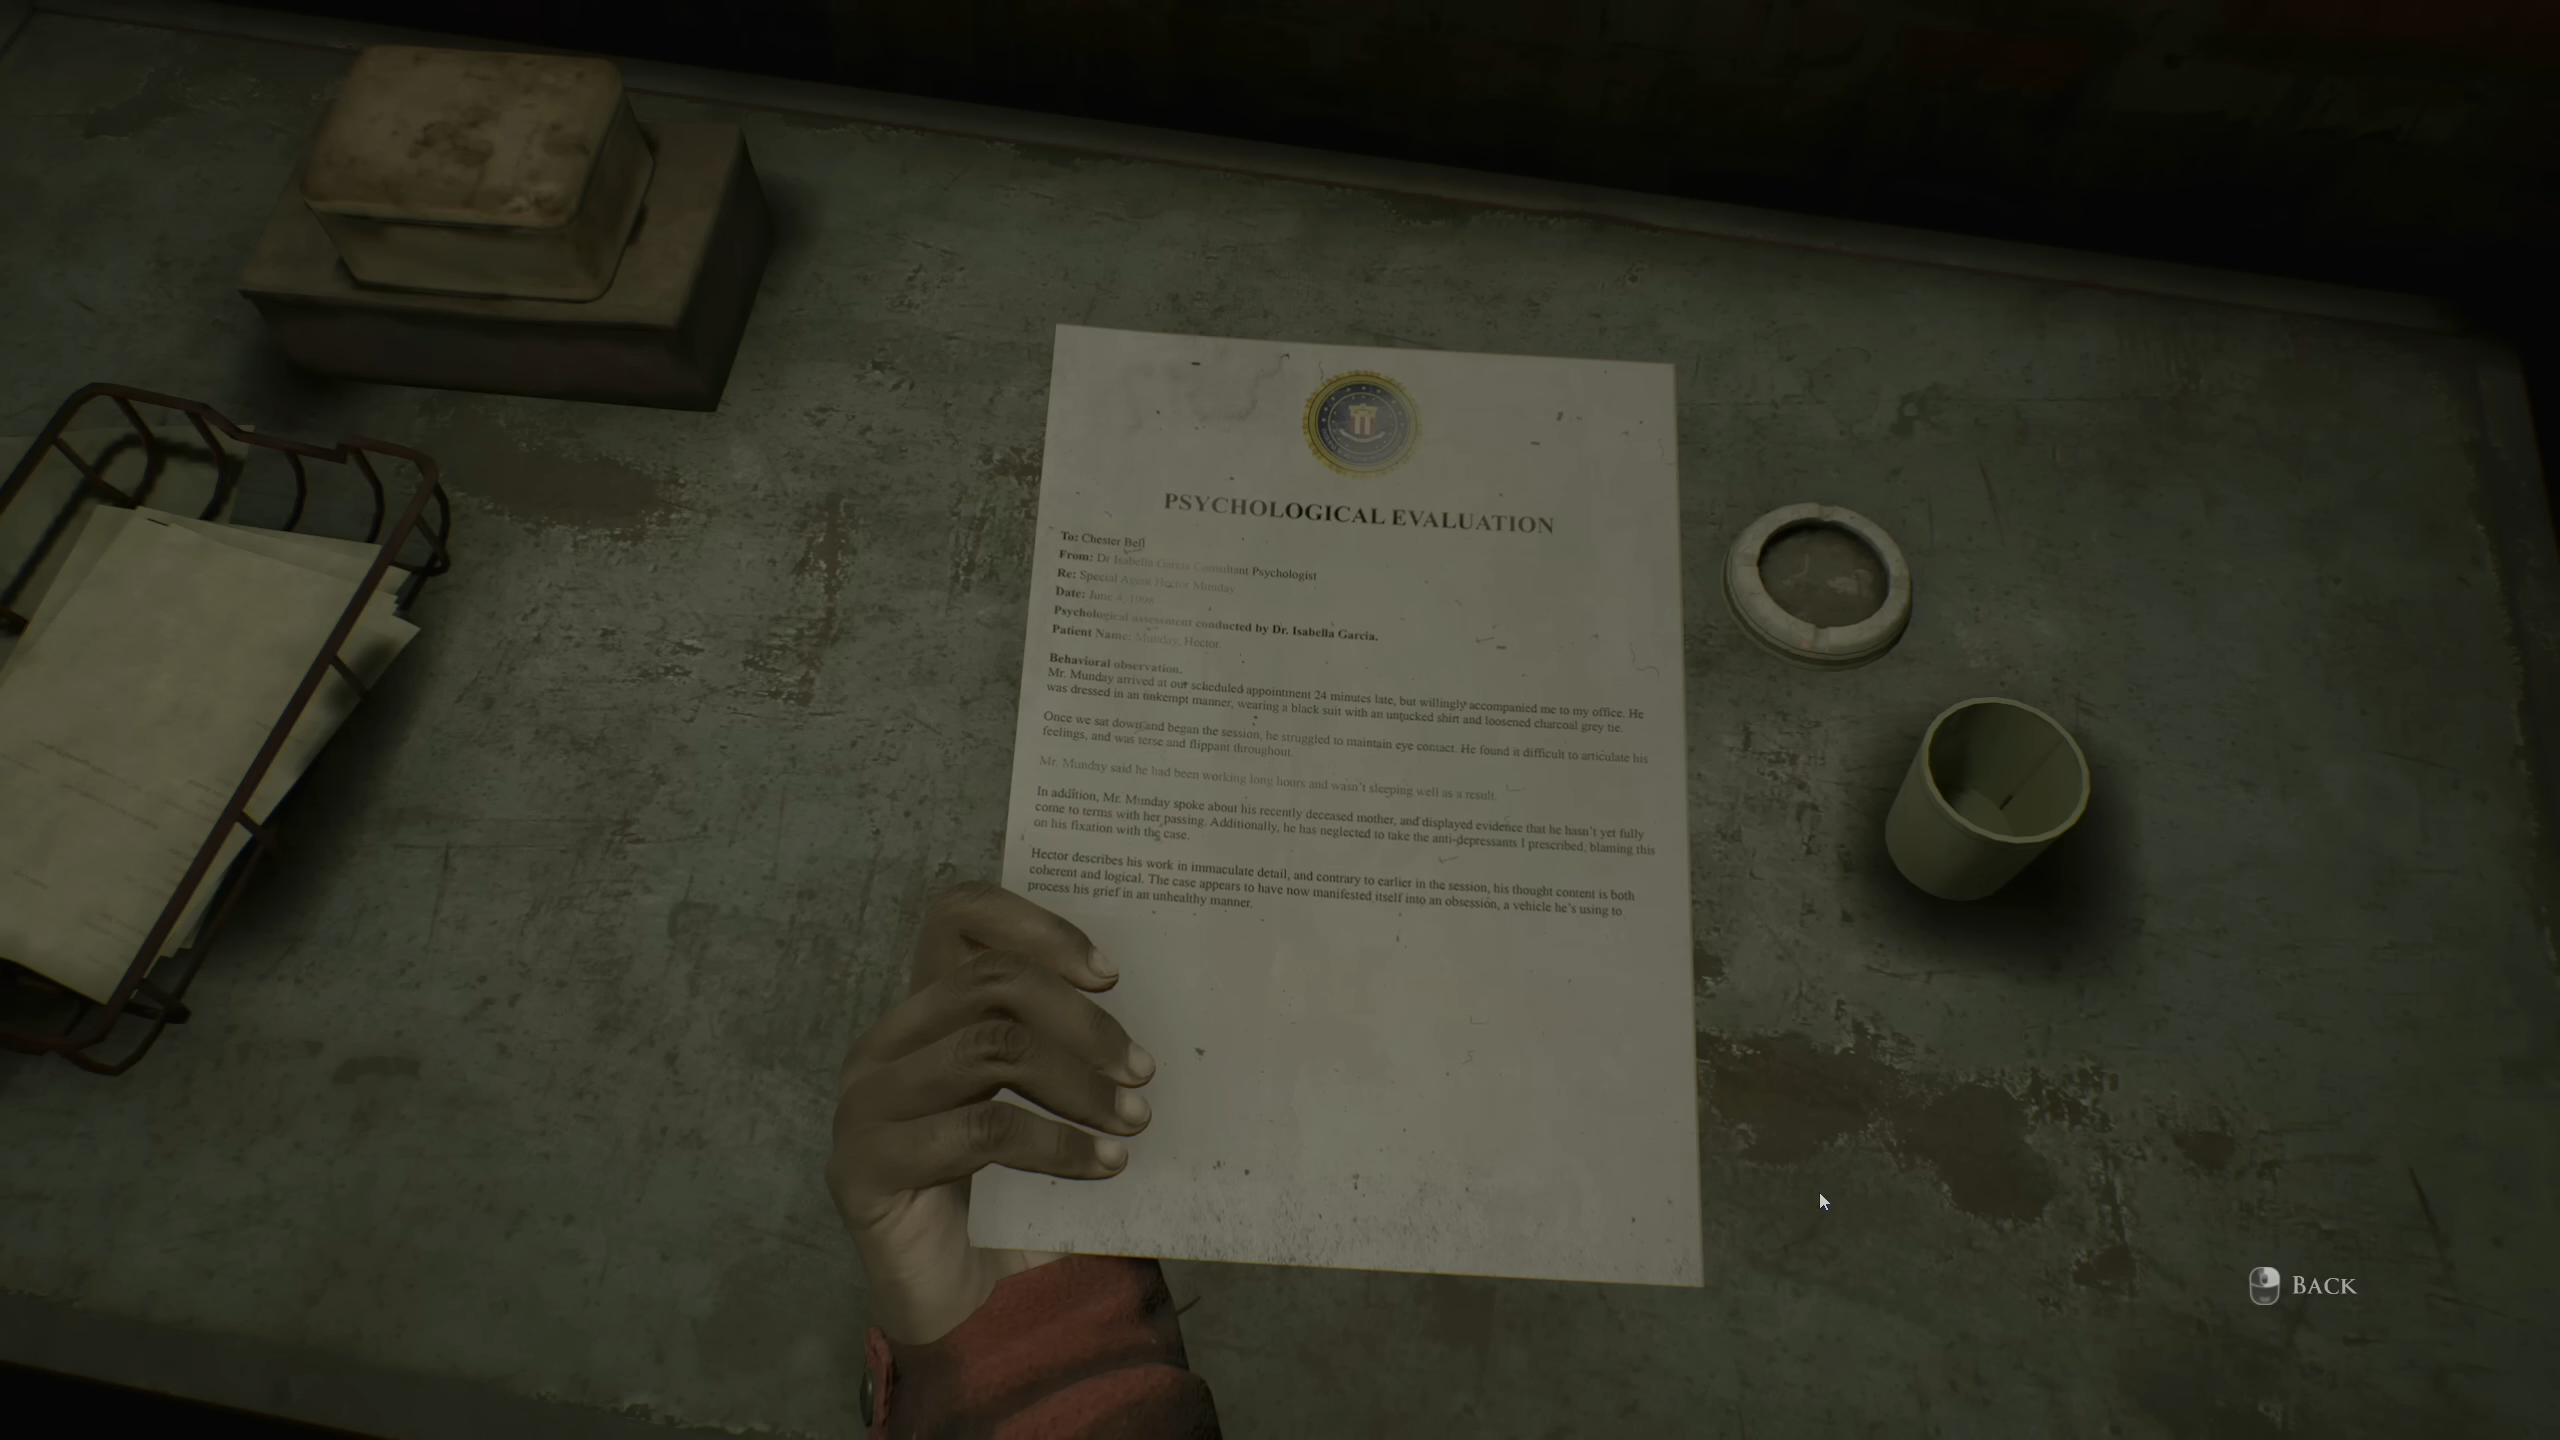 PSYCHOLOGICAL EVALUATION
To: Chester Bell
From: Dr Isabella Garcia Consultant Psychologist
Re: Special Agent Hector Munday
Date: June 4, 1998
Psychological assessment conducted by Dr. Isabella Garcia.
Patient Name: Munday, Hector
Behavioral observation.
Mr. Munday arrived at our scheduled appointment 24 minutes late, but willingly accompanied me to my office. He
was dressed in an unkempt manner, wearing a black suit with an untucked shirt and loosened charcoal grey tie.
Once we sat down and began the session, he struggled to maintain eye contact. He found it difficult to articulate his
feelings, and was terse and flippant throughout.
Mr. Munday said he had been working long hours and wasn't sleeping well as a result.
In addition, Mr. Munday spoke about his recently deceased mother, and displayed evidence that he hasn't yet fully
come to terms with her passing. Additionally, he has neglected to take the anti-depressants I prescribed, blaming this
on his fixation with the case.
Hector describes his work in immaculate detail, and contrary to earlier in the session, his thought content is both
coherent and logical. The case appears to have now manifested itself into an obsession, a vehicle he's using to
process his grief in an unhealthy manner.
BACK